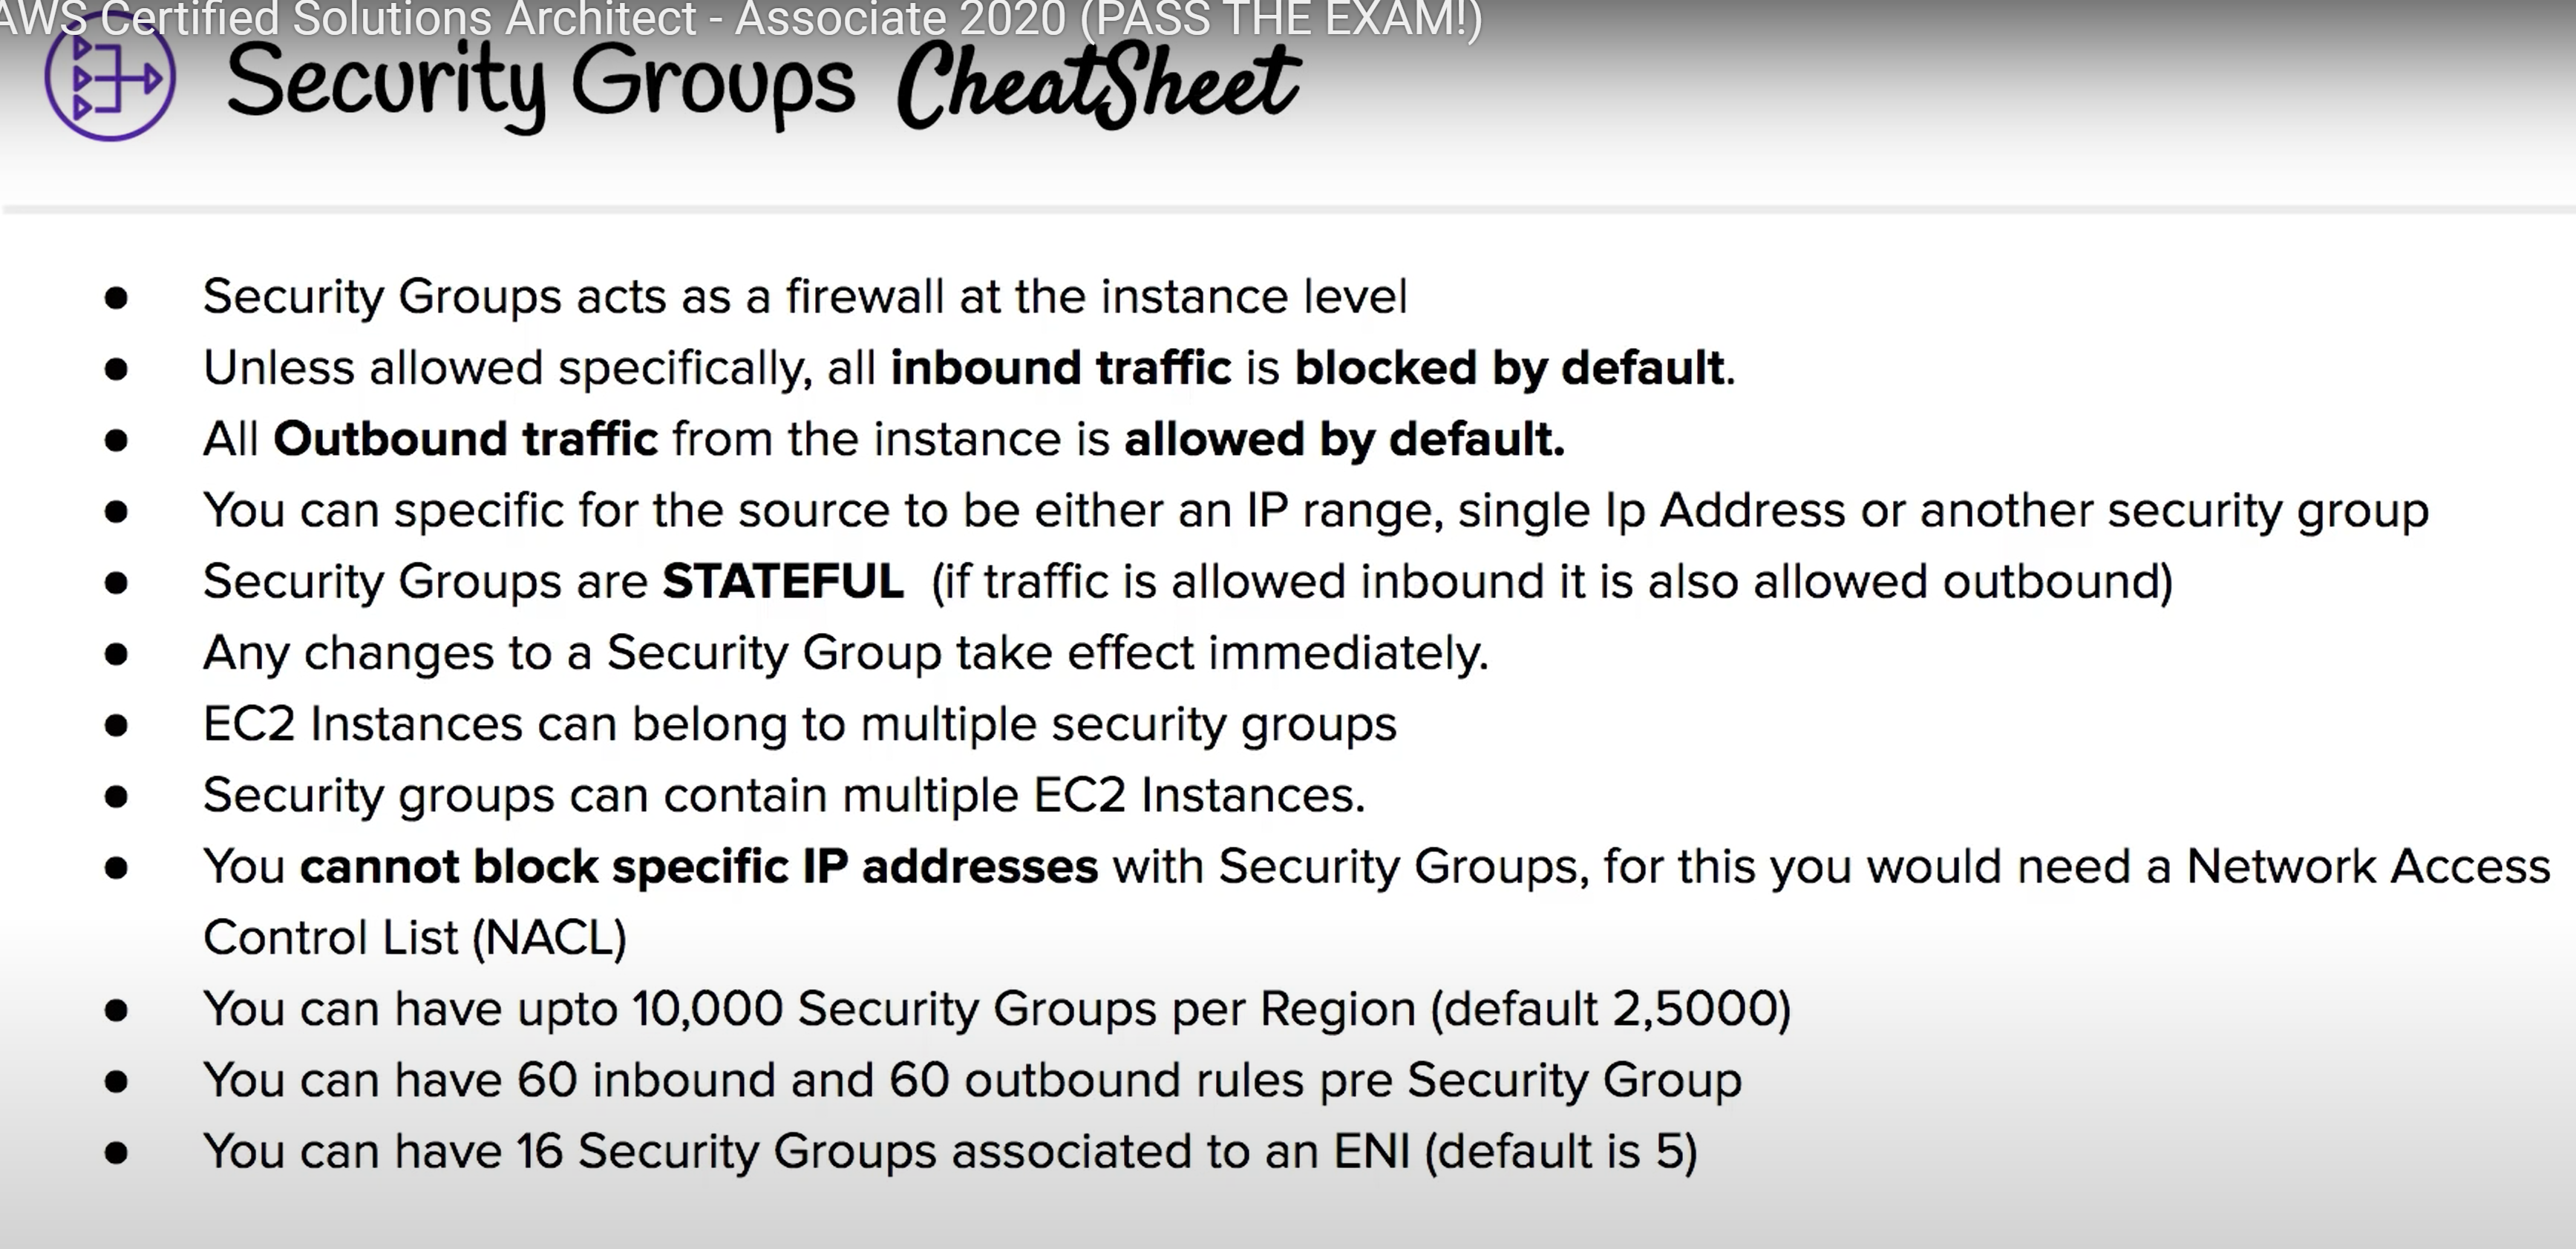 AWS Certified Solutions Architect - Associate 2020 (PASS THE EXAM!)
Security Groups CheatSheet
● Security Groups acts as a firewall at the instance level
● Unless allowed specifically, all inbound traffic is blocked by default.
● All Outbound traffic from the instance is allowed by default.
● You can specific for the source to be either an IP range, single Ip Address or another security group
● Security Groups are STATEFUL (if traffic is allowed inbound it is also allowed outbound)
● Any changes to a Security Group take effect immediately.
● EC2 Instances can belong to multiple security groups
● Security groups can contain multiple EC2 Instances.
● You cannot block specific IP addresses with Security Groups, for this you would need a Network Access
Control List (NACL)
● You can have upto 10,000 Security Groups per Region (default 2,5000)
● You can have 60 inbound and 60 outbound rules pre Security Group
● You can have 16 Security Groups associated to an ENI (default is 5)